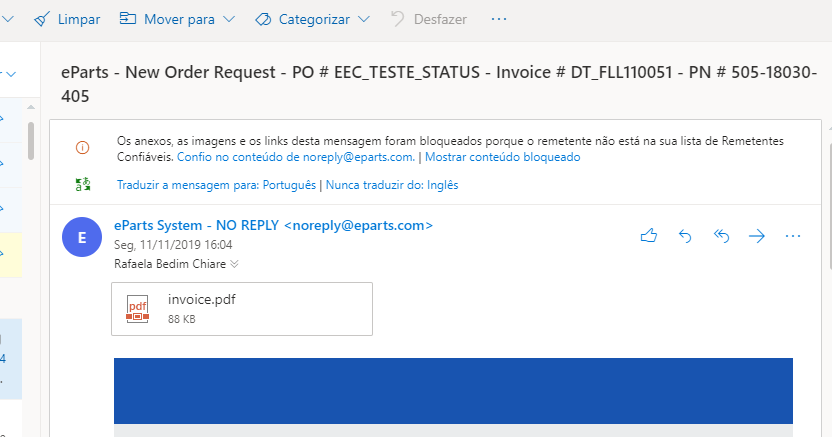 Limpar Mover para Categorizar Desfazer
eParts - New Order Request - PO # EEC_TESTE_STATUS - Invoice # DT_FLL110051 - PN # 505-18030-
405
Os anexos, as imagens e os links desta mensagem foram bloqueados porque o remetente não está na sua lista de Remetentes
Confiáveis. Confio no conteúdo de noreply@eparts.com. | Mostrar conteúdo bloqueado
Traduzir a mensagem para: Português | Nunca traduzir do: Inglês
E
eParts System - NO REPLY <noreply@eparts.com>
Seg, 11/11/2019 16:04
Rafaela Bedim Chiare
pdf
invoice.pdf
88 KB
4